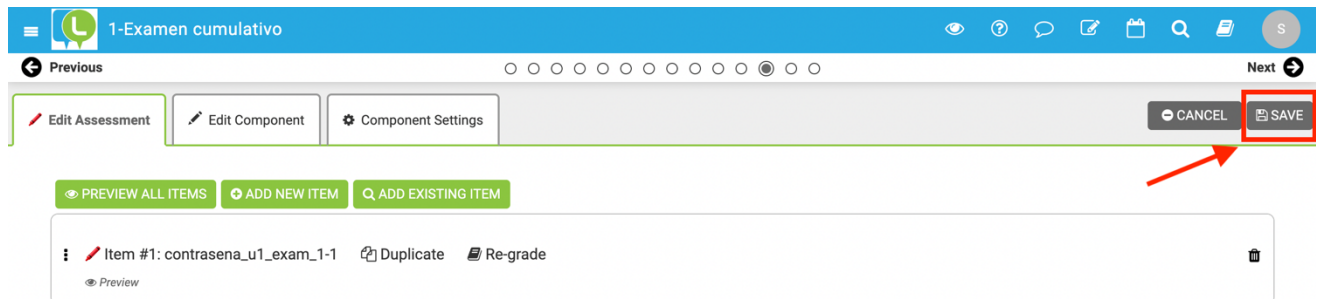 L 1-Examen cumulativo S
Previous Next
Edit Assessment Edit Component Component Settings CANCEL SAVE
PREVIEW ALL ITEMS ADD NEW ITEM ADD EXISTING ITEM
Item #1: contrasena_u1_exam_1-1 Duplicate Re-grade
Preview